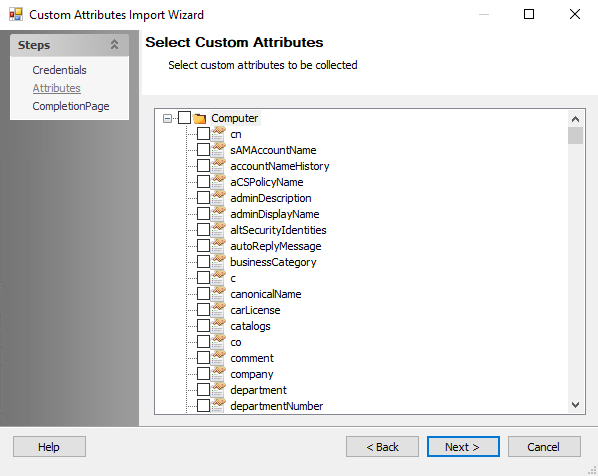 Custom Attributes Import Wizard
Steps
Credentials
Attributes
CompletionPage
Select Custom Attributes
Select custom attributes to be collected
Computer
cn
sAMAccountName
accountNameHistory
aCSPolicyName
adminDescription
adminDisplayName
altSecurityIdentities
autoReplyMessage
businessCategory
c
canonicalName
carLicense
catalogs
co
comment
company
department
departmentNumber
Help
< Back
Next >
Cancel